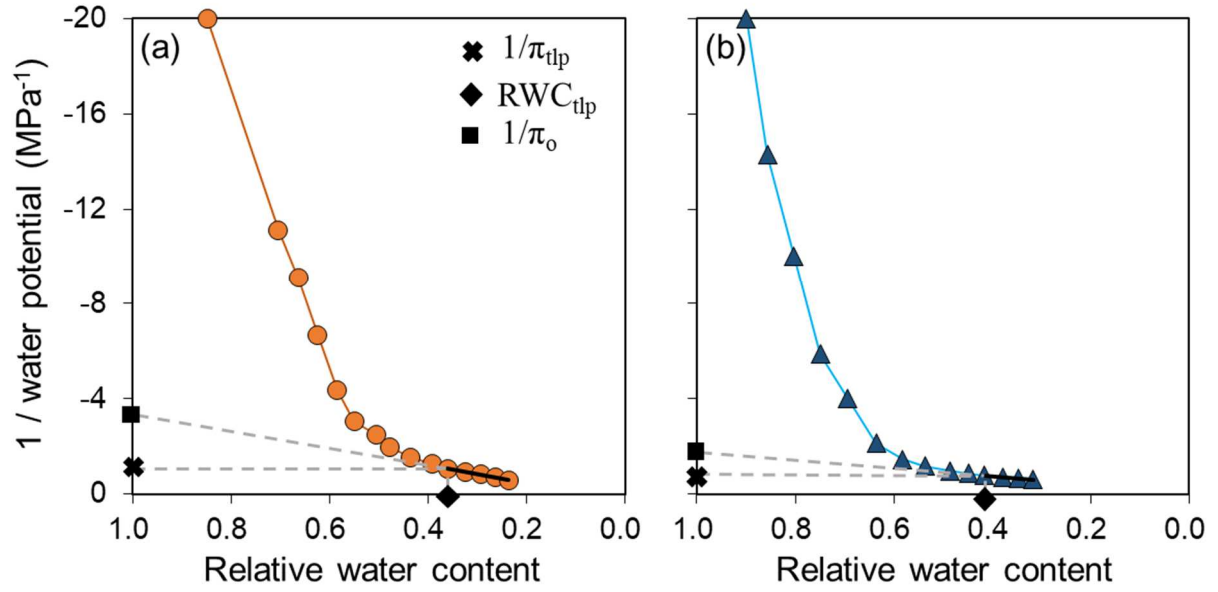 (a)
1/πtlp
RWCtlp
1/πo
(b)
1 / water potential (MPa-1)
-20
-16
-12
-8
-4
0
1.0 0.8 0.6 0.4 0.2 0.0
1.0 0.8 0.6 0.4 0.2 0.0
Relative water content
Relative water content